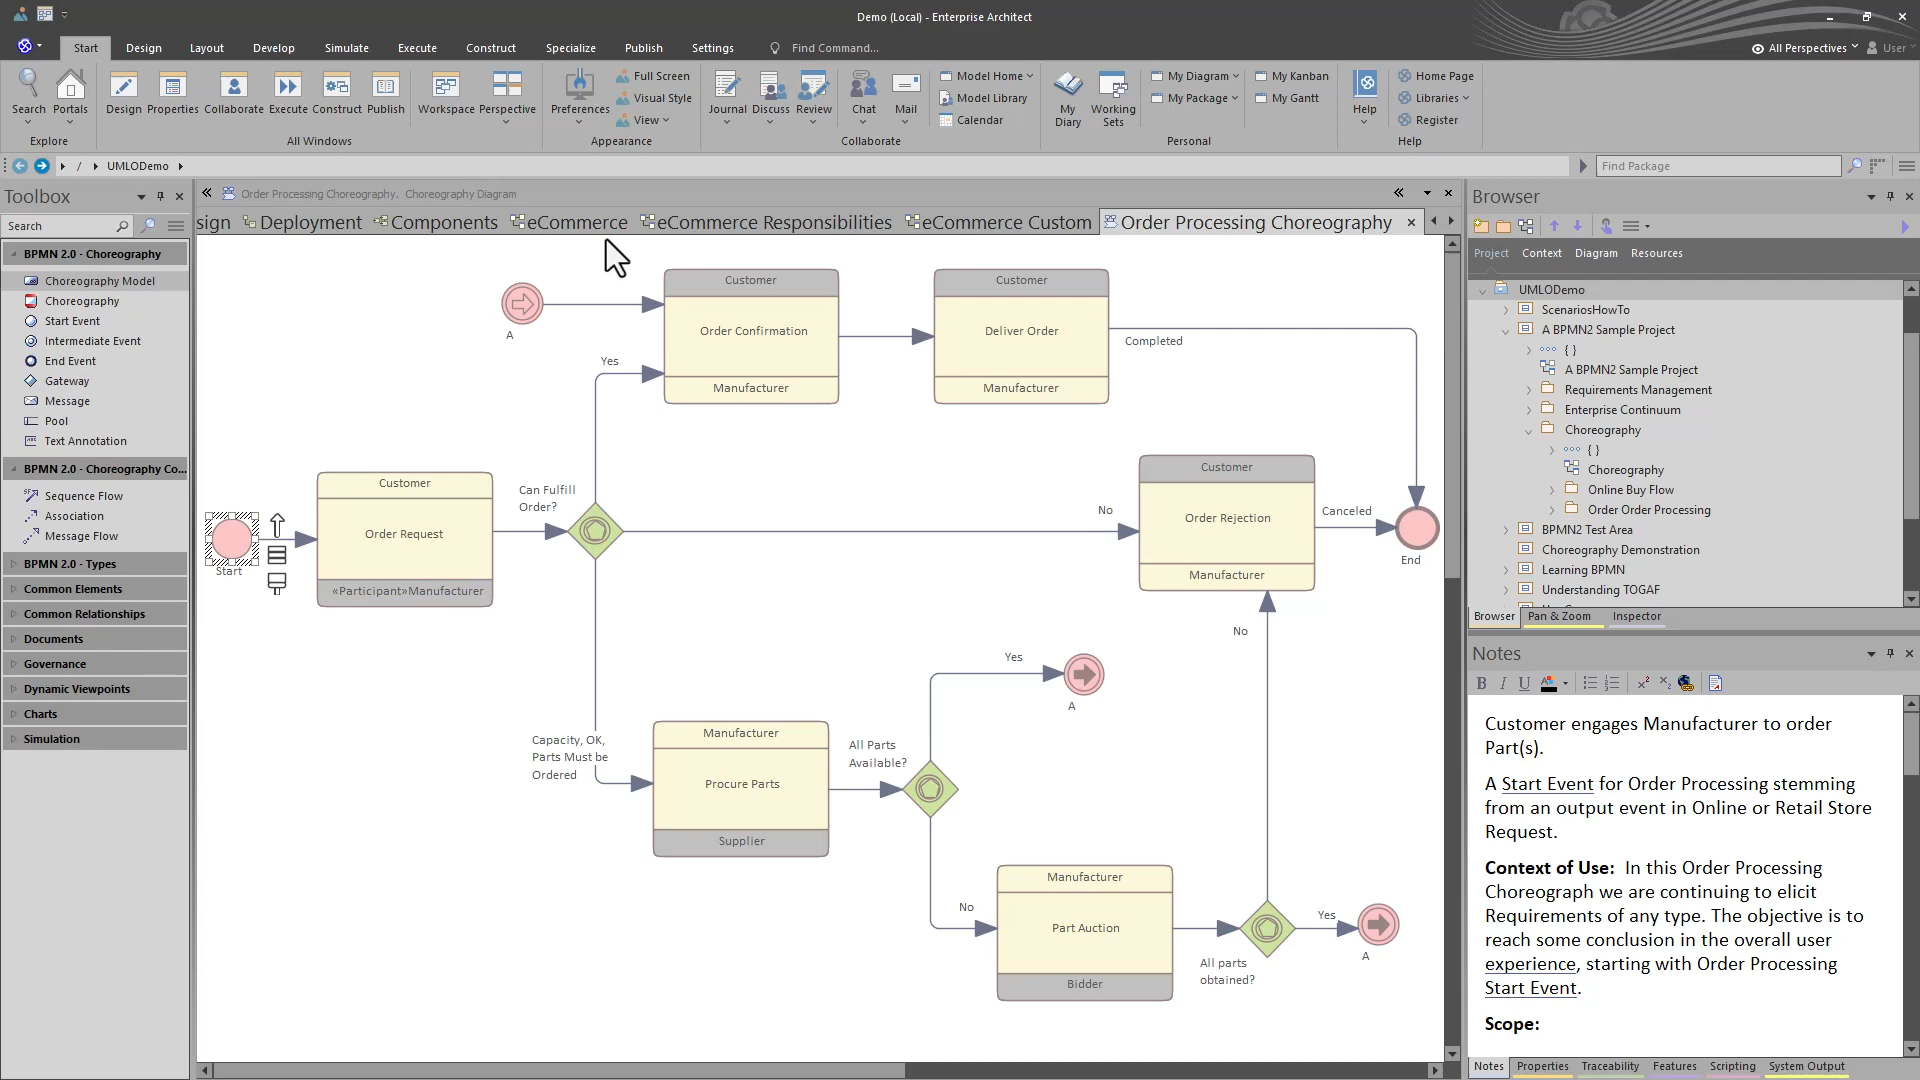 Demo (Local) - Enterprise Architect
Start
Design
Layout
Develop
Simulate
Execute
Construct
Specialize
Publish
Settings
Find Command...
All Perspectives
User
Search
Portals
Explore
Design
Properties
Collaborate
Execute
Construct
Publish
Workspace
Perspective
All Windows
Preferences
Full Screen
Visual Style
View
Appearance
Journal
Discuss
Review
Chat
Mail
Model Home
Model Library
Calendar
Collaborate
My
Diary
Working
Sets
My Diagram
My Package
My Kanban
My Gantt
Personal
Help
Home Page
Libraries
Register
Help
/
UMLODemo
Find Package
Toolbox
Search
BPMN 2.0 - Choreography
Choreography Model
Choreography
Start Event
Intermediate Event
End Event
Gateway
Message
Pool
Text Annotation
BPMN 2.0 - Choreography Co...
Sequence Flow
Association
Message Flow
BPMN 2.0 - Types
Common Elements
Common Relationships
Documents
Governance
Dynamic Viewpoints
Charts
Simulation
Order Processing Choreography. Choreography Diagram
sign
Deployment
Components
eCommerce
eCommerce Responsibilities
eCommerce Custom
Order Processing Choreography
A
Customer
Order Confirmation
Manufacturer
Customer
Deliver Order
Manufacturer
Completed
Yes
Start
Customer
Order Request
«Participant»Manufacturer
Can Fulfill
Order?
No
Customer
Order Rejection
Manufacturer
Canceled
End
No
Capacity, OK,
Parts Must be
Ordered
Manufacturer
Procure Parts
Supplier
All Parts
Available?
Yes
A
No
Manufacturer
Part Auction
Bidder
All parts
obtained?
Yes
A
Browser
Project
Context
Diagram
Resources
UMLODemo
ScenariosHowTo
A BPMN2 Sample Project
{ }
A BPMN2 Sample Project
Requirements Management
Enterprise Continuum
Choreography
{ }
Choreography
Online Buy Flow
Order Order Processing
BPMN2 Test Area
Choreography Demonstration
Learning BPMN
Understanding TOGAF
Browser
Pan & Zoom
Inspector
Notes
B I U A
Customer engages Manufacturer to order
Part(s).
A Start Event for Order Processing stemming
from an output event in Online or Retail Store
Request.
Context of Use: In this Order Processing
Choreograph we are continuing to elicit
Requirements of any type. The objective is to
reach some conclusion in the overall user
experience, starting with Order Processing
Start Event.
Scope:
Notes
Properties
Traceability
Features
Scripting
System Output